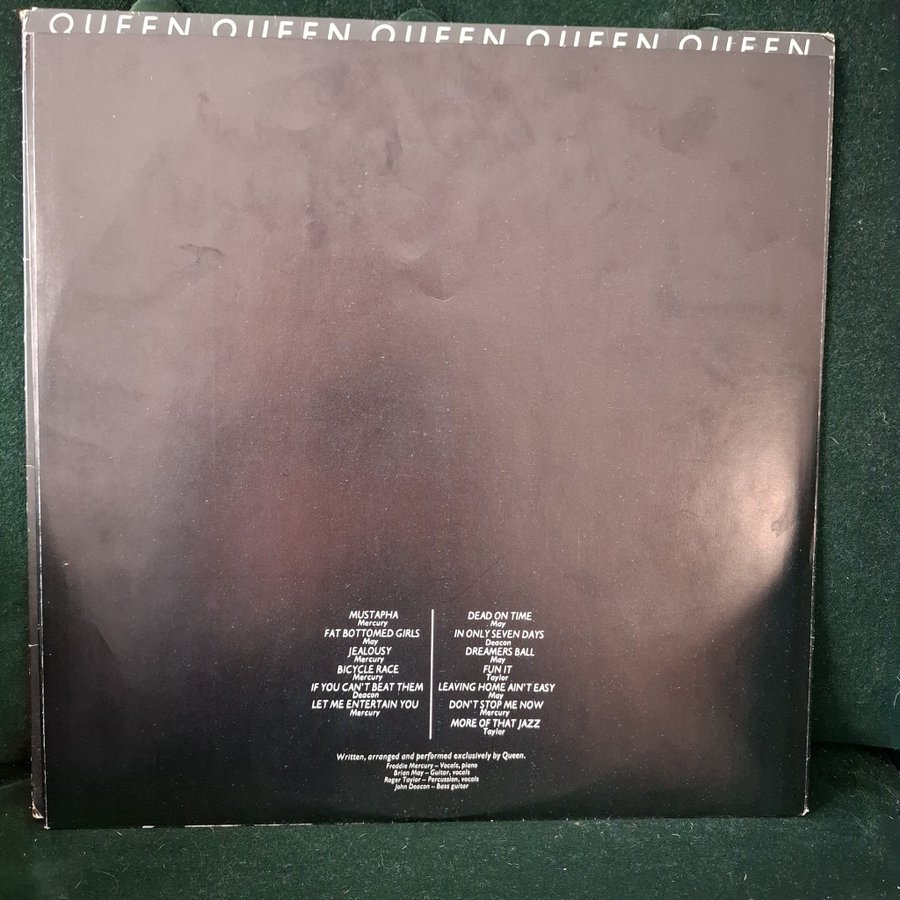 QUEEN QUEEN QUEEN QUEEN QUEEN
MUSTAPHA
Mercury
FAT BOTTOMED GIRLS
May
JEALOUSY
Mercury
BICYCLE RACE
Mercury
IF YOU CAN'T BEAT THEM
Deacon
LET ME ENTERTAIN YOU
Mercury
DEAD ON TIME
May
IN ONLY SEVEN DAYS
Deacon
DREAMERS BALL
May
FUN IT
Taylor
LEAVING HOME AIN'T EASY
May
DON'T STOP ME NOW
Mercury
MORE OF THAT JAZZ
Taylor
Written, arranged and performed exclusively by Queen.
Freddie Mercury – Vocals, piano
Brian May – Guitar, vocals
Roger Taylor – Percussion, vocals
John Deacon – Bass guitar